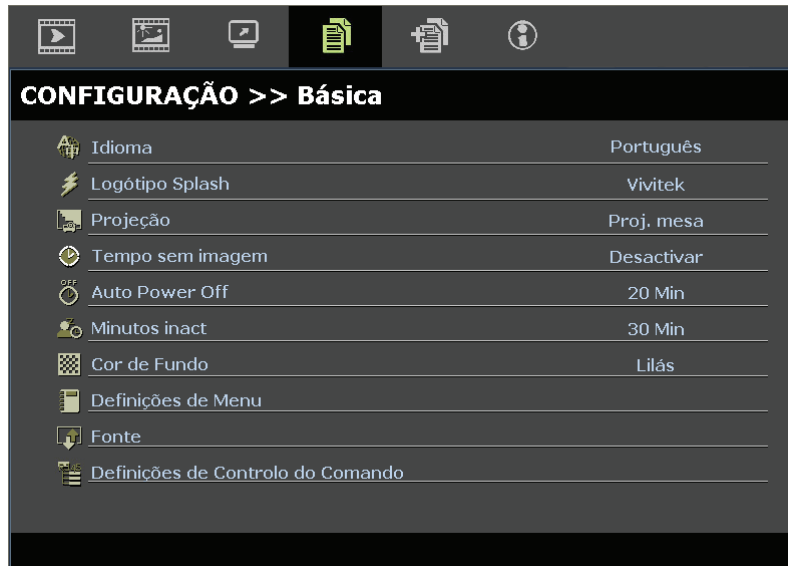 CONFIGURAÇÃO >> Básica
Idioma Português
Logótipo Splash Vivitek
Projeção Proj. mesa
Tempo sem imagem Desactivar
OFF
Auto Power Off 20 Min
Minutos inact 30 Min
Cor de Fundo Lilás
Definições de Menu
Fonte
Definições de Controlo do Comando